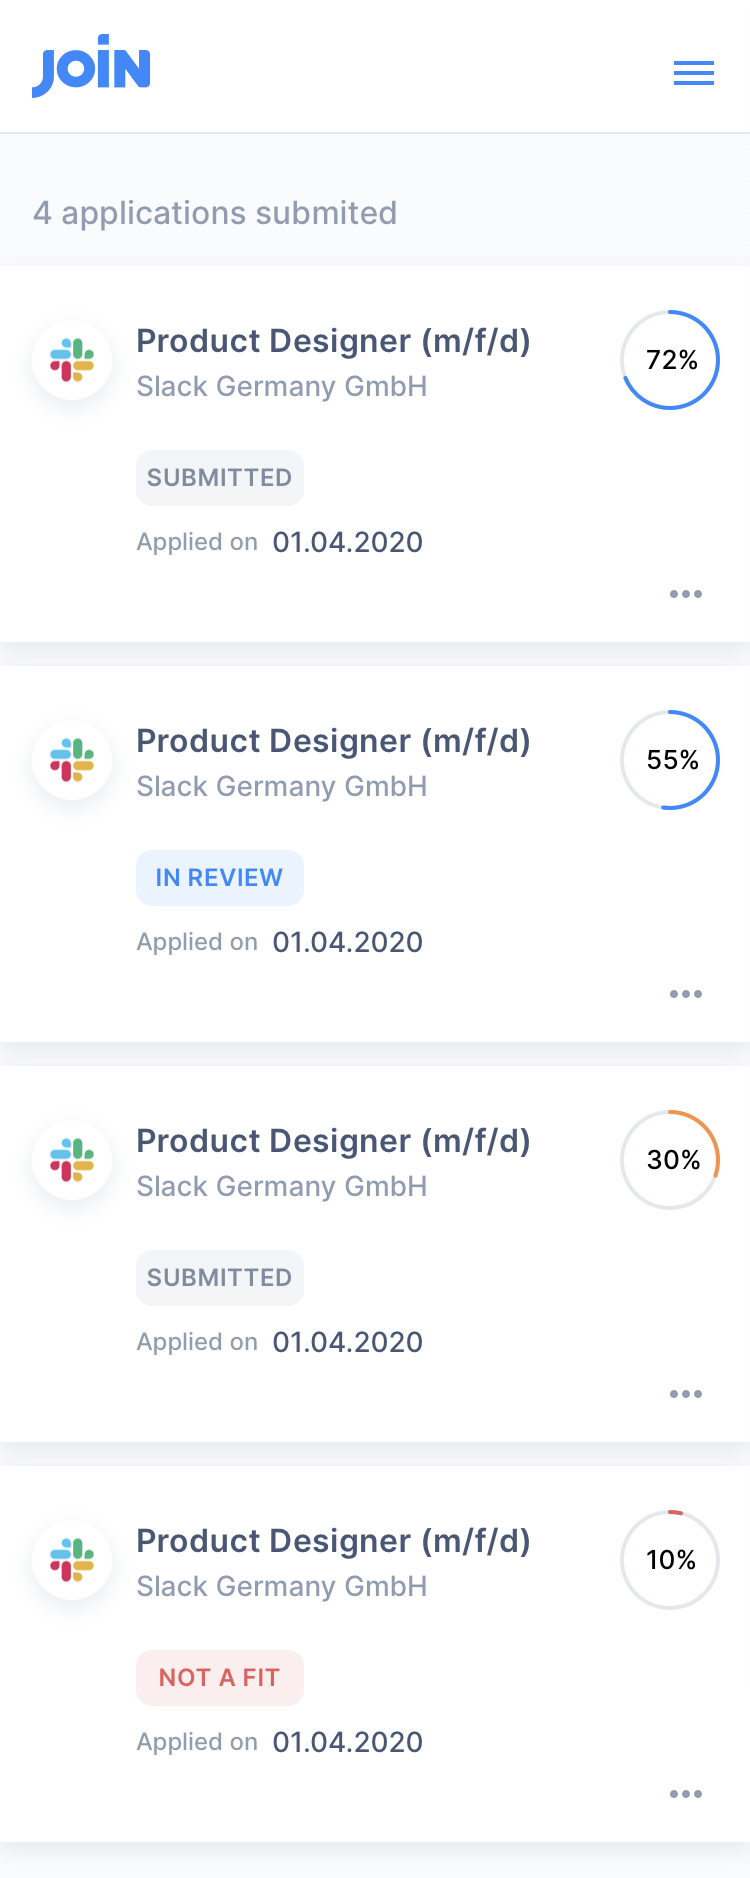 JOIN
4 applications submited
Product Designer (m/f/d)
72%
Slack Germany GmbH
SUBMITTED
Applied on 01.04.2020
Product Designer (m/f/d)
55%
Slack Germany GmbH
IN REVIEW
Applied on 01.04.2020
Product Designer (m/f/d)
30%
Slack Germany GmbH
SUBMITTED
Applied on 01.04.2020
Product Designer (m/f/d)
10%
Slack Germany GmbH
NOT A FIT
Applied on 01.04.2020